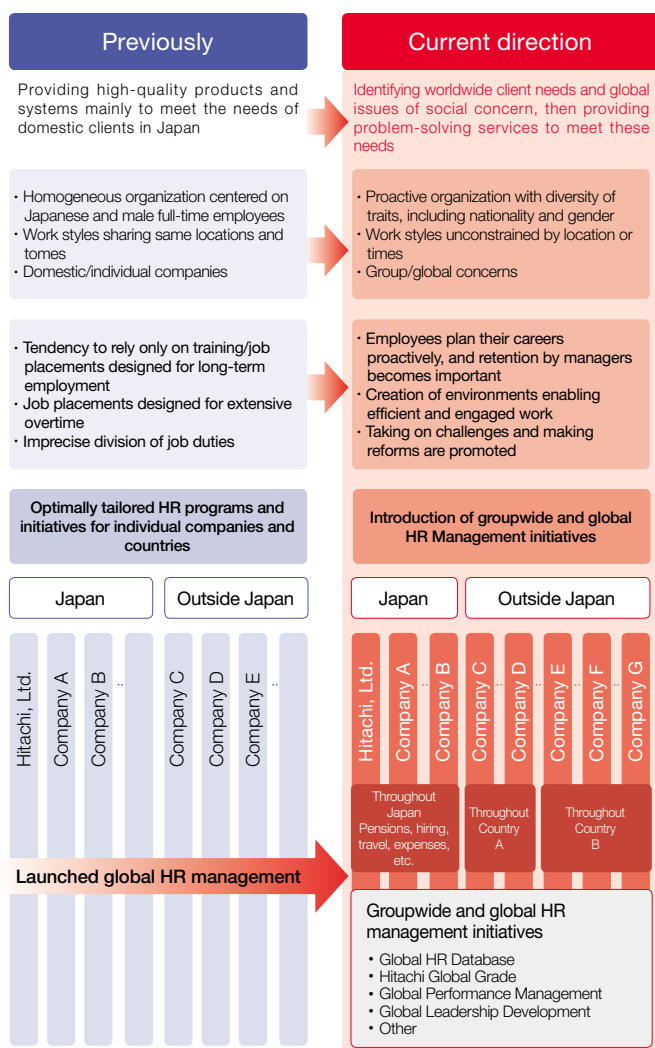 Previously
Current direction
Providing high-quality products and
systems mainly to meet the needs of
domestic clients in Japan
Identifying worldwide client needs and global
issues of social concern, then providing
problem-solving services to meet these
needs
・Homogeneous organization centered on
Japanese and male full-time employees
・Work styles sharing same locations and
tomes
・Domestic/individual companies
・Proactive organization with diversity of
traits, including nationality and gender
・Work styles unconstrained by location or
times
・Group/global concerns
・Tendency to rely only on training/job
placements designed for long-term
employment
・Job placements designed for extensive
overtime
・Imprecise division of job duties
・Employees plan their careers
proactively, and retention by managers
becomes important
・Creation of environments enabling
efficient and engaged work
・Taking on challenges and making
reforms are promoted
Optimally tailored HR programs and
initiatives for individual companies and
countries
Introduction of groupwide and global
HR Management initiatives
Japan
Outside Japan
Japan
Outside Japan
Hitachi, Ltd.
Company A
Company B
Company C
Company D
Company E
Hitachi, Ltd.
Company A
Company B
Company C
Company D
Company E
Company F
Company G
Throughout
Japan
Pensions, hiring,
travel, expenses,
etc.
Throughout
Country
A
Throughout
Country
B
Launched global HR management
Groupwide and global HR
management initiatives
• Global HR Database
• Hitachi Global Grade
• Global Performance Management
• Global Leadership Development
• Other